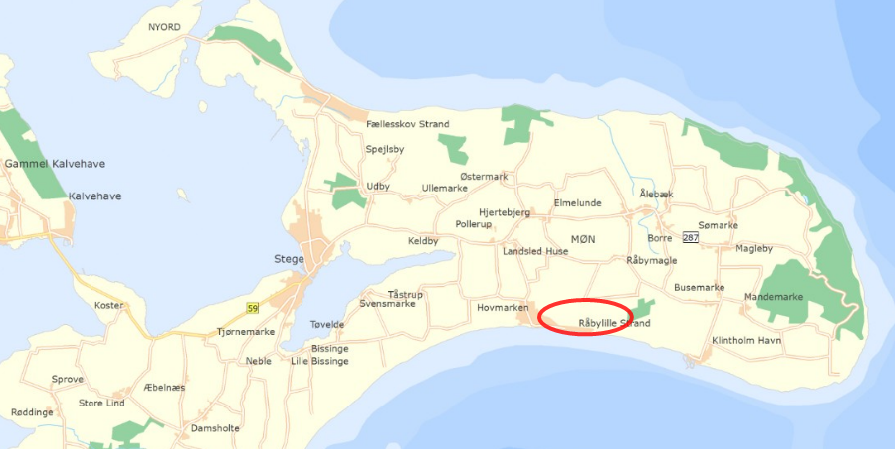 NYORD
Fællesskov Strand
Spejlsby
Gammel Kalvehave
Østermark
Udby
Ullemarke
Kalvehave
Ålebæk
Elmelunde
Hjertebjerg
Pollerup
Sømarke
Keldby
MØN
Borre
287
Landsled Huse
Magleby
Stege
Råbymagle
Busemarke
Tåstrup
Mandemarke
Svensmarke
Koster
59
Hovmarken
Råbylille Strand
Tøvelde
Tjørnemarke
Klintholm Havn
Bissinge
Neble
Lille Bissinge
Sprove
Æbelnæs
Store Lind
Røddinge
Damsholte